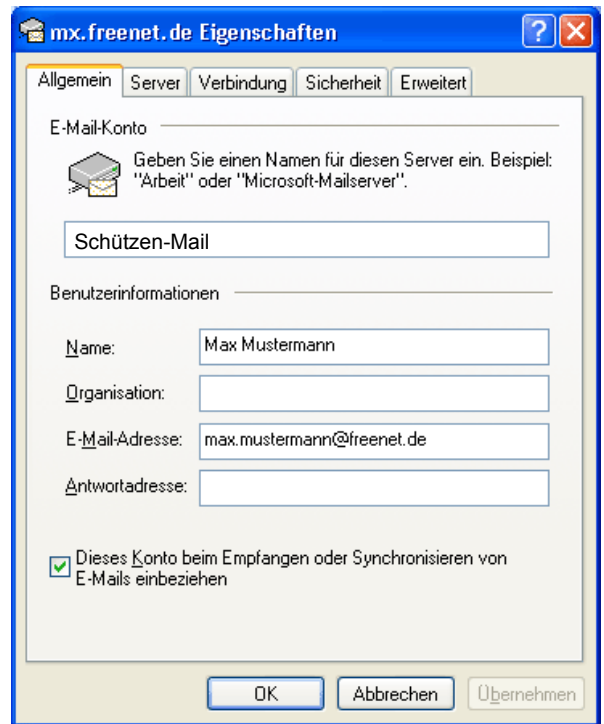 mx.freenet.de Eigenschaften
Allgemein Server Verbindung Sicherheit Erweitert
E-Mail-Konto
Geben Sie einen Namen für diesen Server ein. Beispiel:
"Arbeit" oder "Microsoft-Mailserver".
Schützen-Mail
Benutzerinformationen
Name: Max Mustermann
Organisation:
E-Mail-Adresse: max.mustermann@freenet.de
Antwortadresse:
Dieses Konto beim Empfangen oder Synchronisieren von
E-Mails einbeziehen
OK Abbrechen Übernehmen